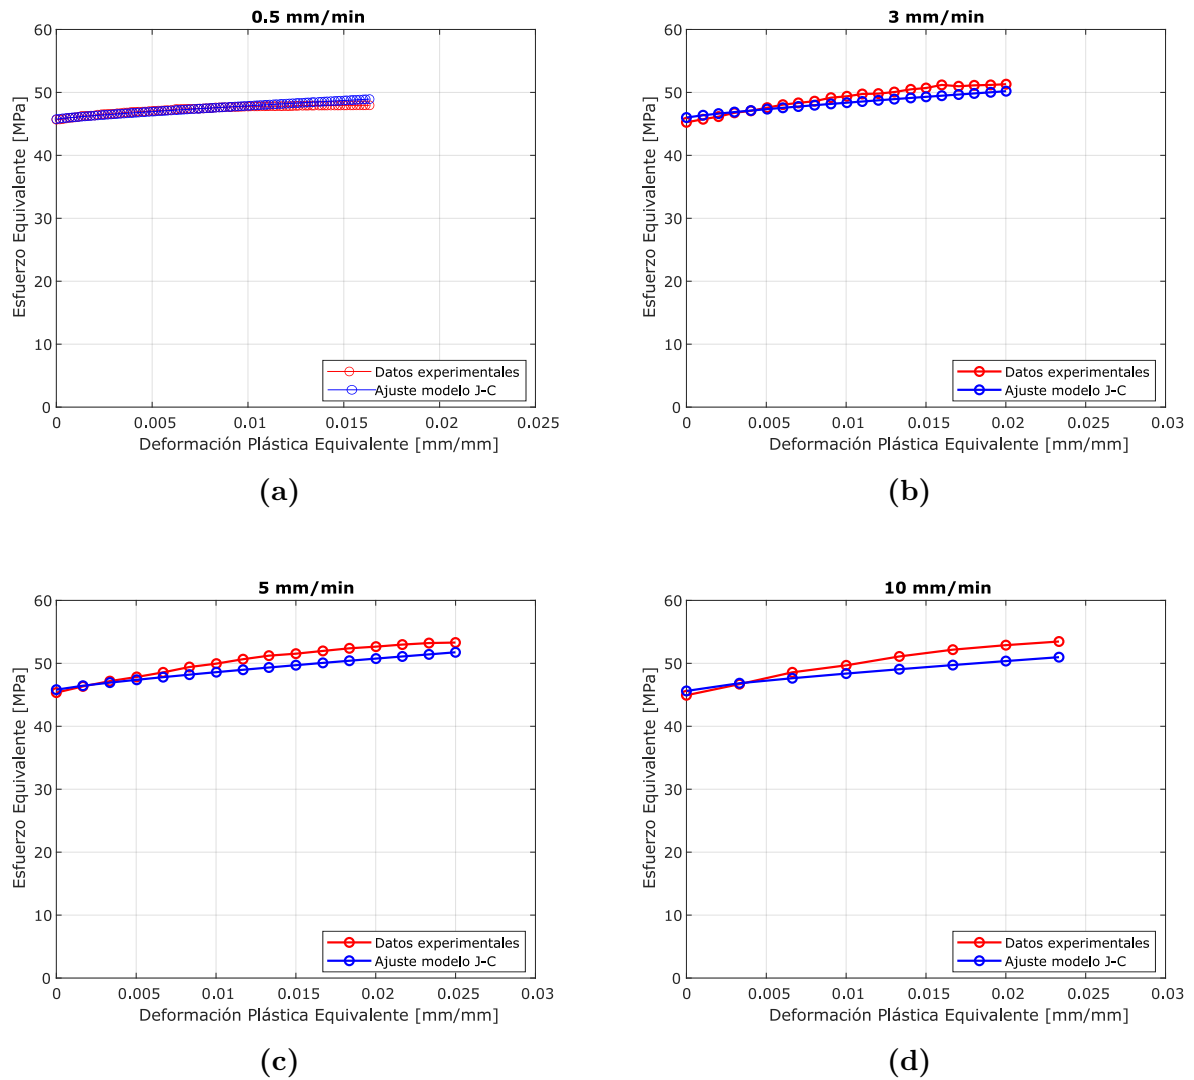 0.5 mm/min
Esfuerzo Equivalente [MPa]
60
50
40
30
20
10
0
Datos experimentales
Ajuste modelo J-C
0 0.005 0.01 0.015 0.02 0.025
Deformación Plástica Equivalente [mm/mm]
(a)
3 mm/min
Esfuerzo Equivalente [MPa]
60
50
40
30
20
10
0
Datos experimentales
Ajuste modelo J-C
0 0.005 0.01 0.015 0.02 0.025 0.03
Deformación Plástica Equivalente [mm/mm]
(b)
5 mm/min
Esfuerzo Equivalente [MPa]
60
50
40
30
20
10
0
Datos experimentales
Ajuste modelo J-C
0 0.005 0.01 0.015 0.02 0.025 0.03
Deformación Plástica Equivalente [mm/mm]
(c)
10 mm/min
Esfuerzo Equivalente [MPa]
60
50
40
30
20
10
0
Datos experimentales
Ajuste modelo J-C
0 0.005 0.01 0.015 0.02 0.025 0.03
Deformación Plástica Equivalente [mm/mm]
(d)